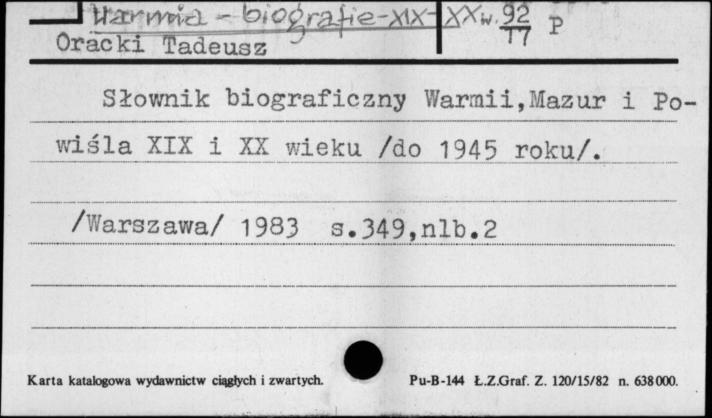 Warmia - biografie - XIX - XX w. 92/77 P
Oracki Tadeusz
Słownik biograficzny Warmii,Mazur i Po-
wiśla XIX i XX wieku /do 1945 roku/.
/Warszawa/ 1983 s.349,nlb.2
Karta katalogowa wydawnictw ciągłych i zwartych.
Pu-B-144 Ł.Z.Graf. Z. 120/15/82 n. 638000.